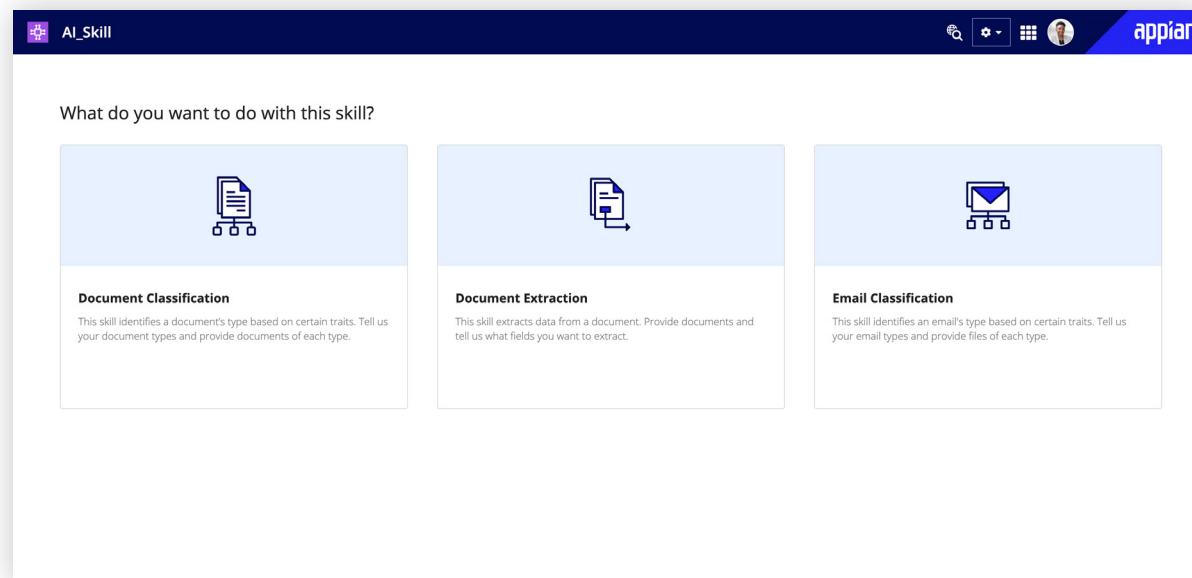 AI_Skill
appian
What do you want to do with this skill?
Document Classification
This skill identifies a document's type based on certain traits. Tell us
your document types and provide documents of each type.
Document Extraction
This skill extracts data from a document. Provide documents and
tell us what fields you want to extract.
Email Classification
This skill identifies an email's type based on certain traits. Tell us
your email types and provide files of each type.